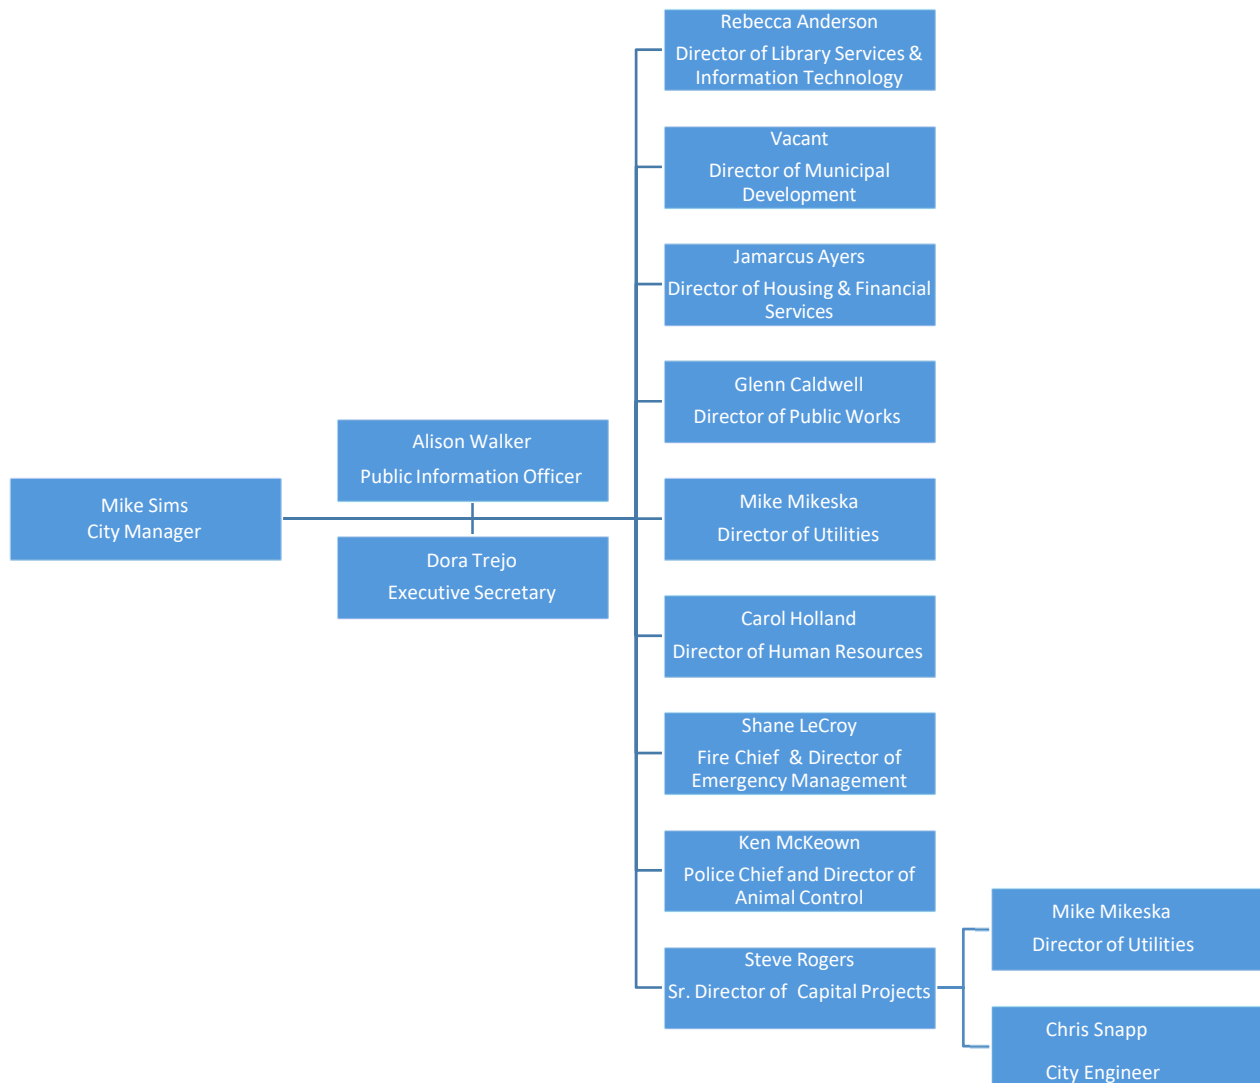 Rebecca Anderson
Director of Library Services &
Information Technology
Vacant
Director of Municipal
Development
Jamarcus Ayers
Director of Housing & Financial
Services
Glenn Caldwell
Director of Public Works
Alison Walker
Public Information Officer
Mike Sims
City Manager
Mike Mikeska
Director of Utilities
Dora Trejo
Executive Secretary
Carol Holland
Director of Human Resources
Shane LeCroy
Fire Chief & Director of
Emergency Management
Ken McKeown
Police Chief and Director of
Animal Control
Steve Rogers
Sr. Director of Capital Projects
Mike Mikeska
Director of Utilities
Chris Snapp
City Engineer